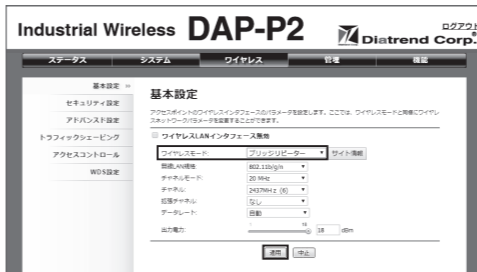 Industrial Wireless DAP-P2
ログアウト
Diatrend Corp.
ステータス システム ワイヤレス 管理 機能
基本設定
セキュリティ設定
アドバンスド設定
トラフィックシェーピング
アクセスコントロール
WDS設定
基本設定
アクセスポイントのワイヤレスインタフェースのパラメータを設定します。ここでは、ワイヤレスモードと同様にワイヤレスネットワークパラメータを変更することができます。
ワイヤレスLANインタフェース無効
ワイヤレスモード: ブリッジリピーター サイト情報
無線LAN規格: 802.11b/g/n
チャネルモード: 20 MHz
チャネル: 2437MHz (6)
拡張チャネル: なし
データレート: 自動
出力電力: 18 dBm
適用 中止